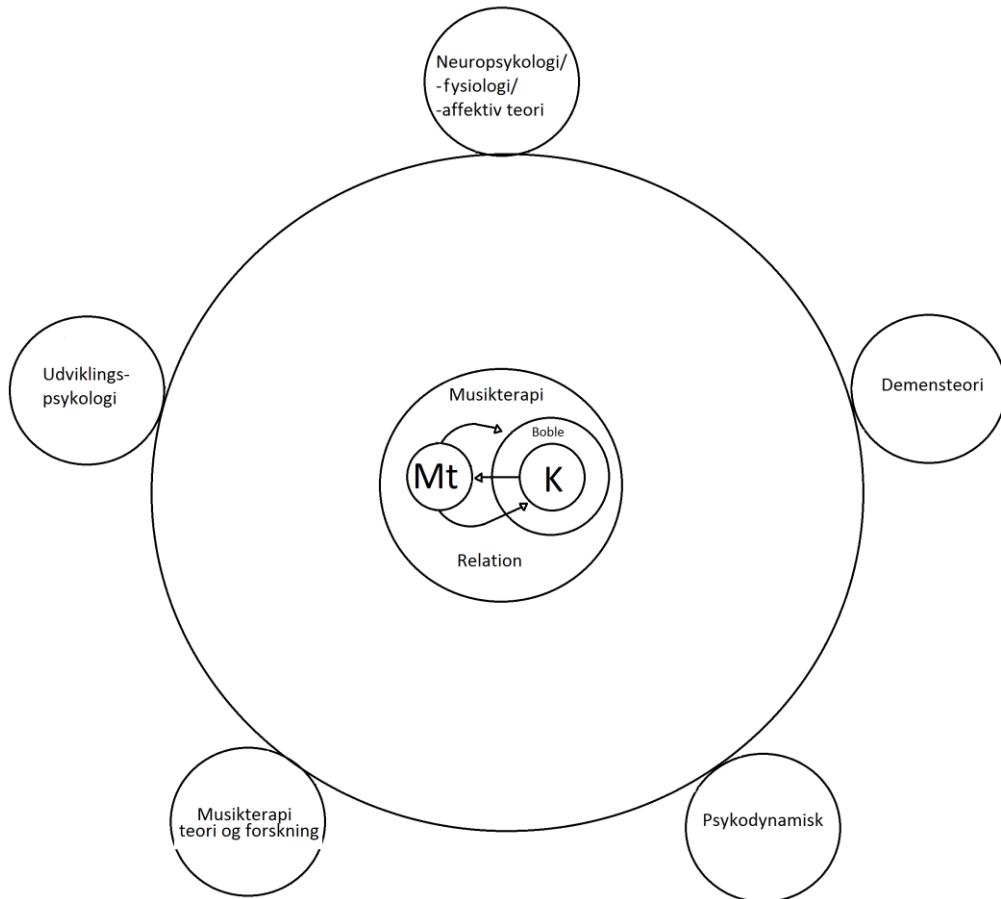 Neuropsykologi/
-fysiologi/
-affektiv teori
Udviklings-
psykologi
Demensteori
Musikterapi
Boble
Mt
K
Relation
Musikterapi
teori og forskning
Psykodynamisk